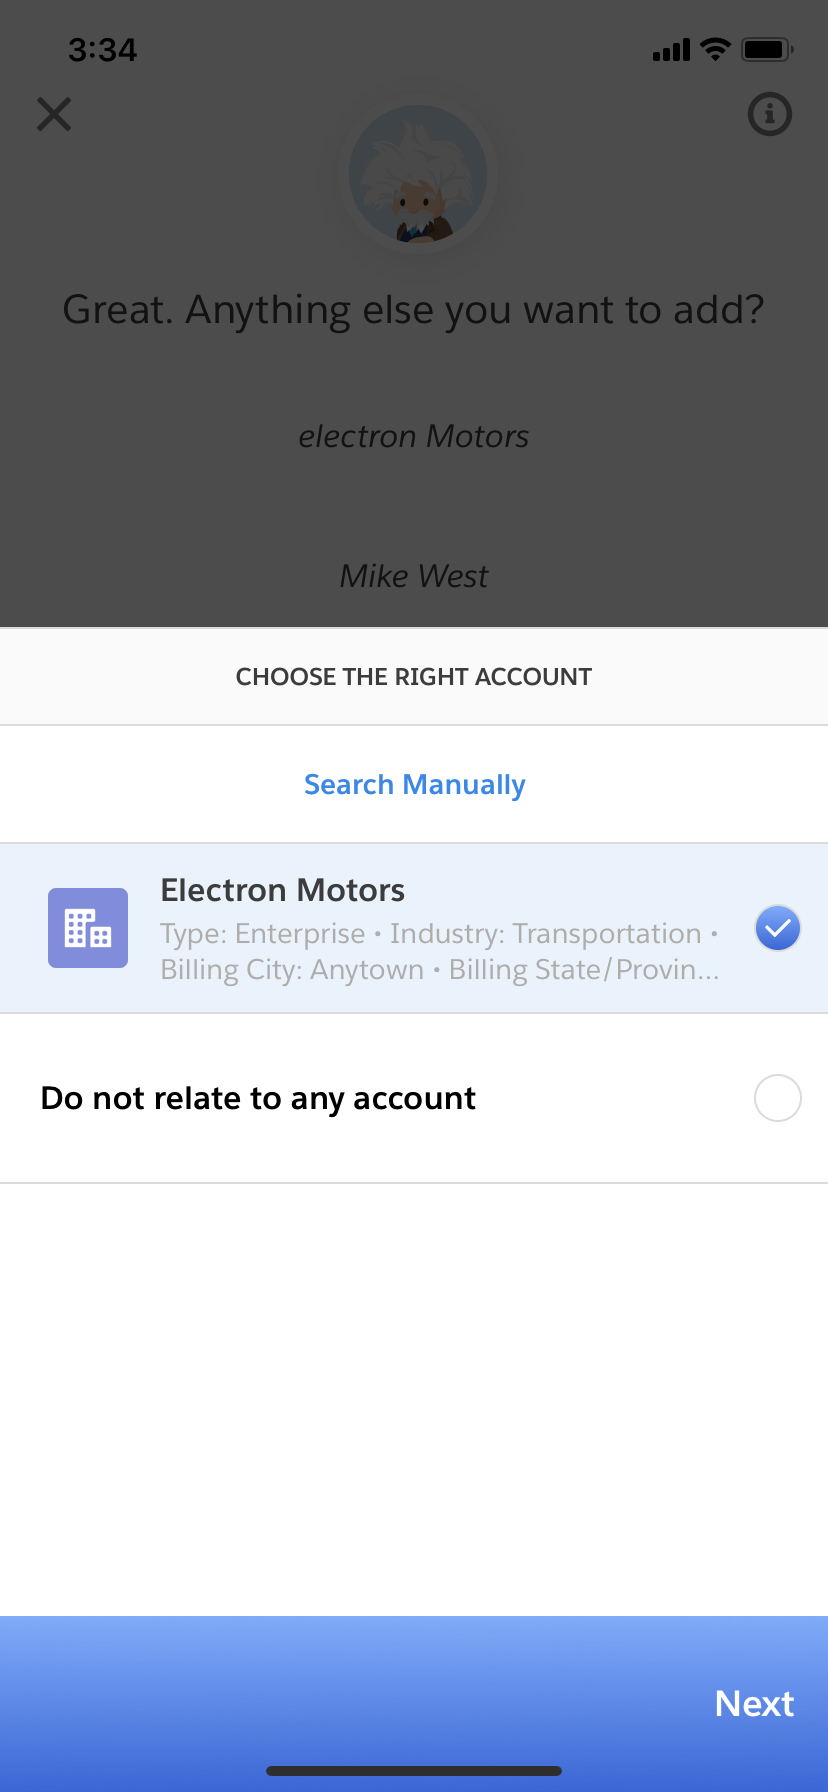 3:34
Great. Anything else you want to add?
electron Motors
Mike West
CHOOSE THE RIGHT ACCOUNT
Search Manually
Electron Motors
Type: Enterprise • Industry: Transportation •
Billing City: Anytown • Billing State/Provin...
Do not relate to any account
Next